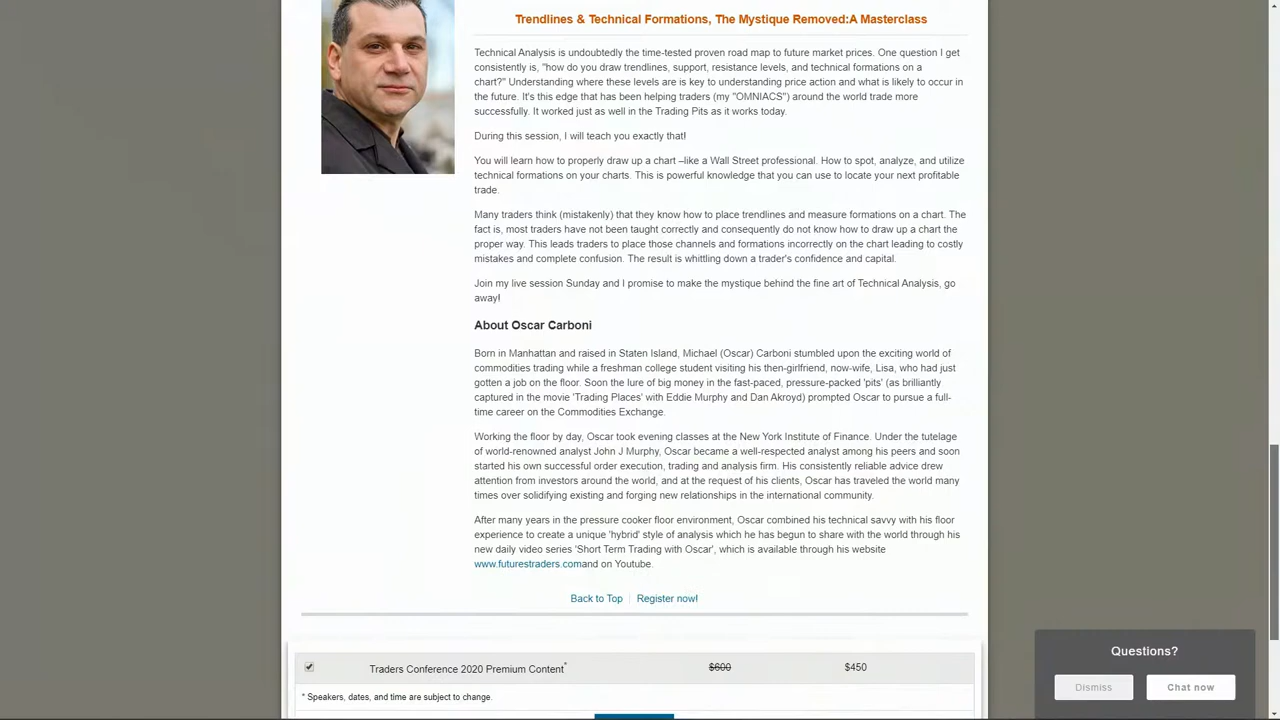 Trendlines & Technical Formations, The Mystique Removed:A Masterclass
Technical Analysis is undoubtedly the time-tested proven road map to future market prices. One question I get
consistently is, "how do you draw trendlines, support, resistance levels, and technical formations on a
chart?" Understanding where these levels are is key to understanding price action and what is likely to occur in
the future. It's this edge that has been helping traders (my "OMNIACS") around the world trade more
successfully. It worked just as well in the Trading Pits as it works today.
During this session, I will teach you exactly that!
You will learn how to properly draw up a chart –like a Wall Street professional. How to spot, analyze, and utilize
technical formations on your charts. This is powerful knowledge that you can use to locate your next profitable
trade.
Many traders think (mistakenly) that they know how to place trendlines and measure formations on a chart. The
fact is, most traders have not been taught correctly and consequently do not know how to draw up a chart the
proper way. This leads traders to place those channels and formations incorrectly on the chart leading to costly
mistakes and complete confusion. The result is whittling down a trader's confidence and capital.
Join my live session Sunday and I promise to make the mystique behind the fine art of Technical Analysis, go
away!
About Oscar Carboni
Born in Manhattan and raised in Staten Island, Michael (Oscar) Carboni stumbled upon the exciting world of
commodities trading while a freshman college student visiting his then-girlfriend, now-wife, Lisa, who had just
gotten a job on the floor. Soon the lure of big money in the fast-paced, pressure-packed 'pits' (as brilliantly
captured in the movie 'Trading Places' with Eddie Murphy and Dan Akroyd) prompted Oscar to pursue a full-
time career on the Commodities Exchange.
Working the floor by day, Oscar took evening classes at the New York Institute of Finance. Under the tutelage
of world-renowned analyst John J Murphy, Oscar became a well-respected analyst among his peers and soon
started his own successful order execution, trading and analysis firm. His consistently reliable advice drew
attention from investors around the world, and at the request of his clients, Oscar has traveled the world many
times over solidifying existing and forging new relationships in the international community.
After many years in the pressure cooker floor environment, Oscar combined his technical savvy with his floor
experience to create a unique 'hybrid' style of analysis which he has begun to share with the world through his
new daily video series 'Short Term Trading with Oscar', which is available through his website
www.futurestraders.comand on Youtube.
Back to Top | Register now!
Traders Conference 2020 Premium Content* $600 $450
* Speakers, dates, and time are subject to change.
Questions?
Dismiss Chat now